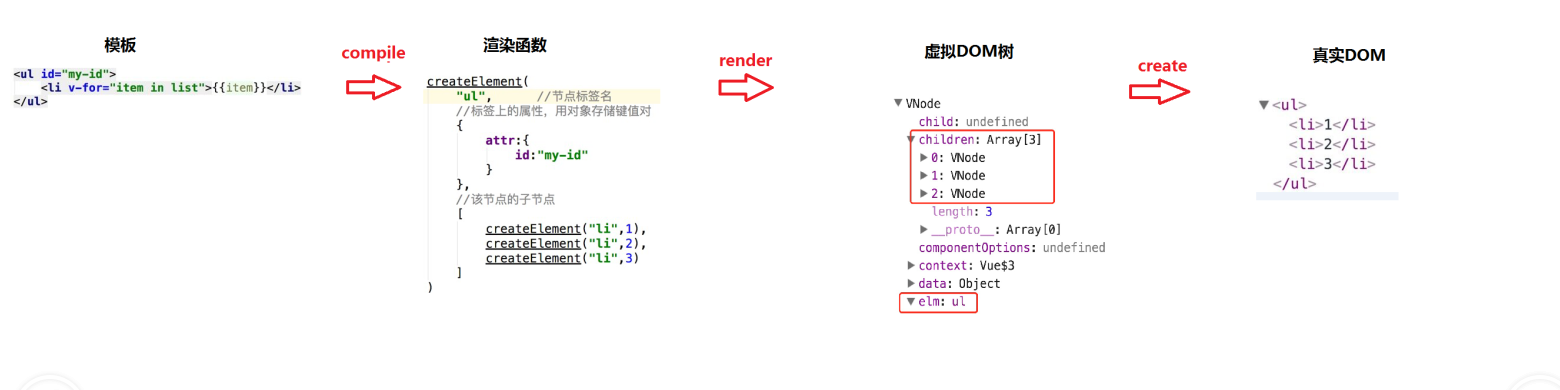 模板
<ul id="my-id">
<li v-for="item in list">{{item}}</li>
</ul>
compile
渲染函数
createElement(
"ul", //节点标签名
//标签上的属性，用对象存储键值对
{
attr:{
id:"my-id"
}
},
//该节点的子节点
[
createElement("li",1),
createElement("li",2),
createElement("li",3)
]
)
render
虚拟DOM树
VNode
child: undefined
children: Array[3]
0: VNode
1: VNode
2: VNode
length: 3
__proto__: Array[0]
componentOptions: undefined
context: Vue$3
data: Object
elm: ul
create
真实DOM
<ul>
<li>1</li>
<li>2</li>
<li>3</li>
</ul>